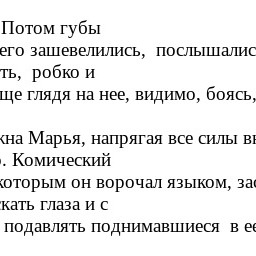 Потом губы
его зашевелились, послышалис
ть, робко и
ще глядя на нее, видимо, боясь,
жна Марья, напрягая все силы вн
о. Комический
которым он ворочал языком, зас
кать глаза и с
подавлять поднимавшиеся в ее